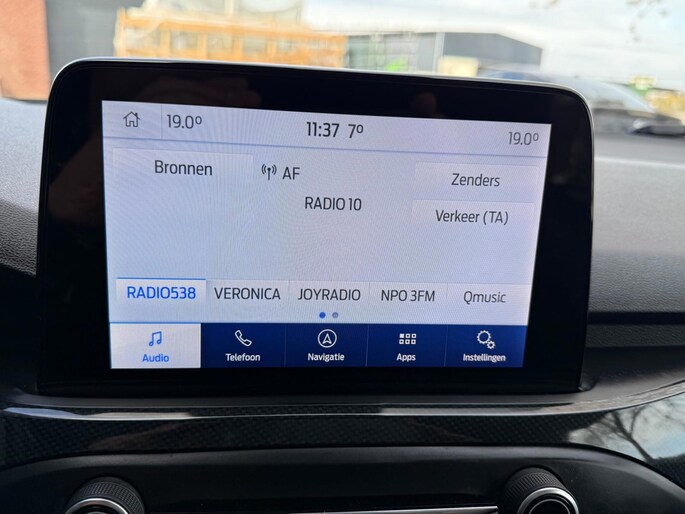 19.0° 11:37 7° 19.0°
Bronnen AF Zenders
RADIO 10
Verkeer (TA)
RADIO538 VERONICA JOYRADIO NPO 3FM Qmusic
Audio Telefoon Navigatie Apps Instellingen